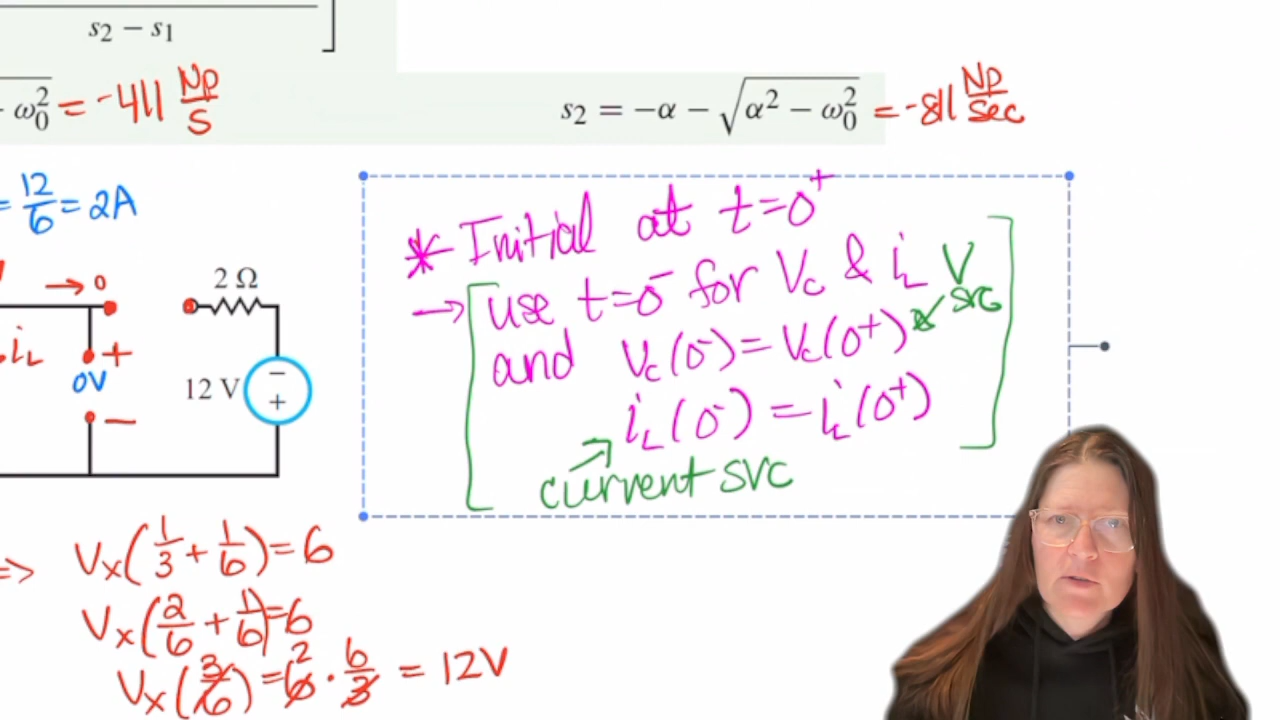 s₂ − s₁
ω₀² = -411 Np/s
s₂ = −α − √(α² − ω₀²) = -811 Np/sec
= 12/6 = 2A
→ 0
iL
+
0V
−
2 Ω
12 V
−
+
* Initial at t=0⁺
→ use t=0⁻ for Vc & iL
and Vc(0⁻) = Vc(0⁺)
V src
iL(0⁻) = iL(0⁺)
current src
=> Vx(1/3 + 1/6) = 6
Vx(2/6 + 1/6) = 6
Vx(3/6) = 6 2 · 6/3 = 12V